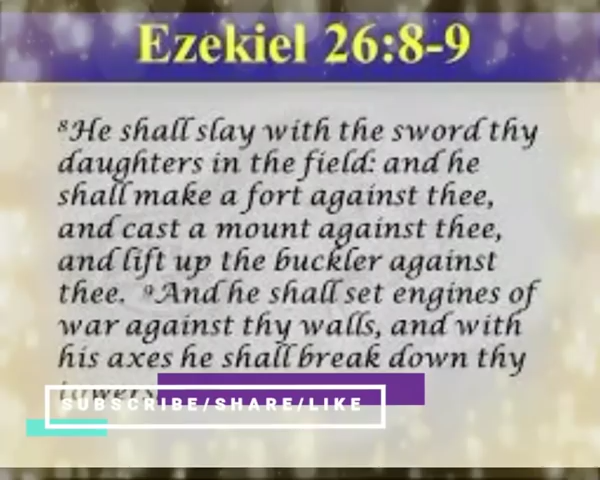 Ezekiel 26:8-9
⁸He shall slay with the sword thy
daughters in the field: and he
shall make a fort against thee,
and cast a mount against thee,
and lift up the buckler against
thee. ⁹And he shall set engines of
war against thy walls, and with
his axes he shall break down thy
towers.
SUBSCRIBE/SHARE/LIKE